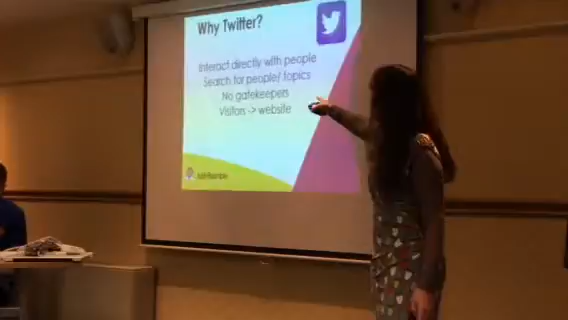 Why Twitter?
Interact directly with people
Search for people/ topics
No gatekeepers
Visitors -> website